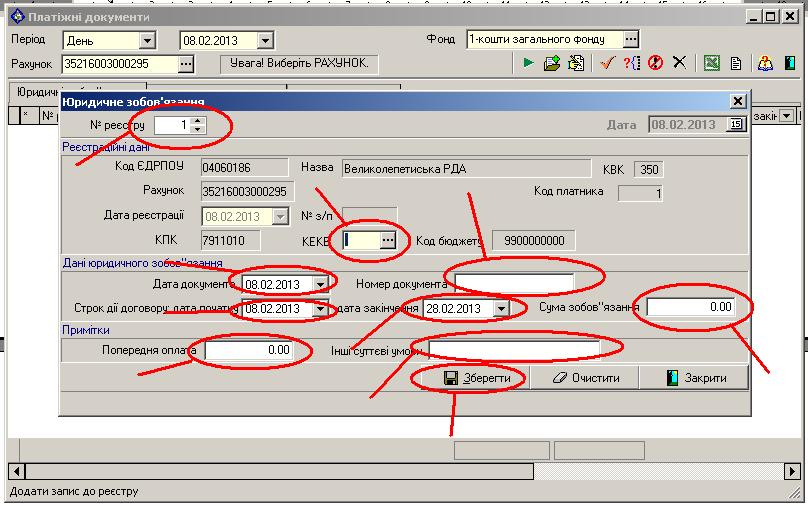 Платіжні документи
Період День 08.02.2013 Фонд 1-кошти загального фонду ...
Рахунок 35216003000295 ... Увага! Виберіть РАХУНОК.
Юридичне зобов'язання
№ реєстру 1 Дата 08.02.2013 15
Реєстраційні дані
Код ЄДРПОУ 04060186 Назва Великолепетиська РДА КВК 350
Рахунок 35216003000295 Код платника 1
Дата реєстрації 08.02.2013 № з/п
КПК 7911010 КЕКВ ... Код бюджету 9900000000
Дані юридичного зобов"язання
Дата документа 08.02.2013 Номер документа
Строк дії договору: дата початку 08.02.2013 дата закінчення 28.02.2013 Сума зобов"язання 0.00
Примітки
Попередня оплата 0.00 Інші суттєві умови
Зберегти Очистити Закрити
Додати запис до реєстру